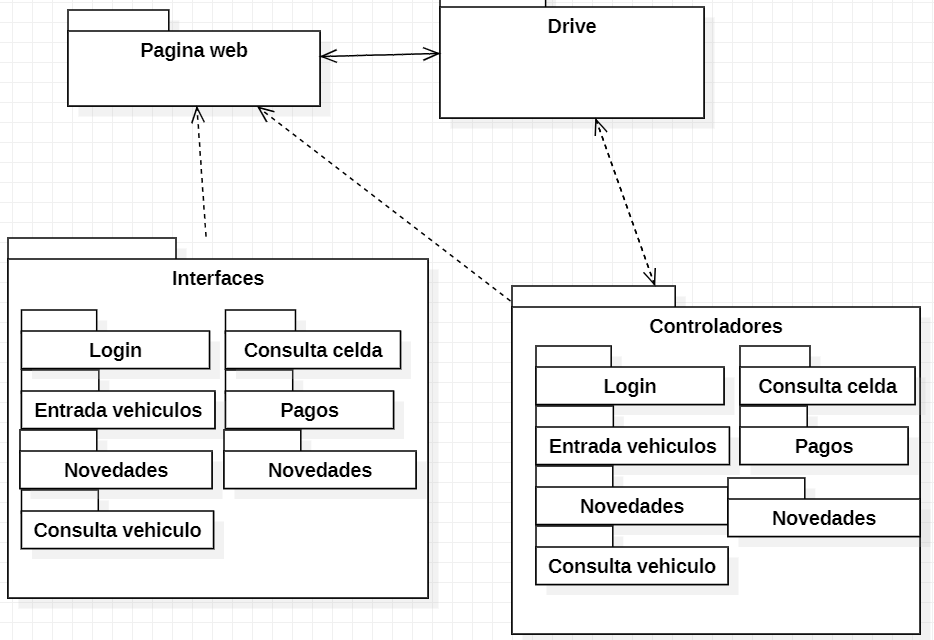 Pagina web
Drive
Interfaces
Login
Consulta celda
Entrada vehiculos
Pagos
Novedades
Novedades
Consulta vehiculo
Controladores
Login
Consulta celda
Entrada vehiculos
Pagos
Novedades
Novedades
Consulta vehiculo